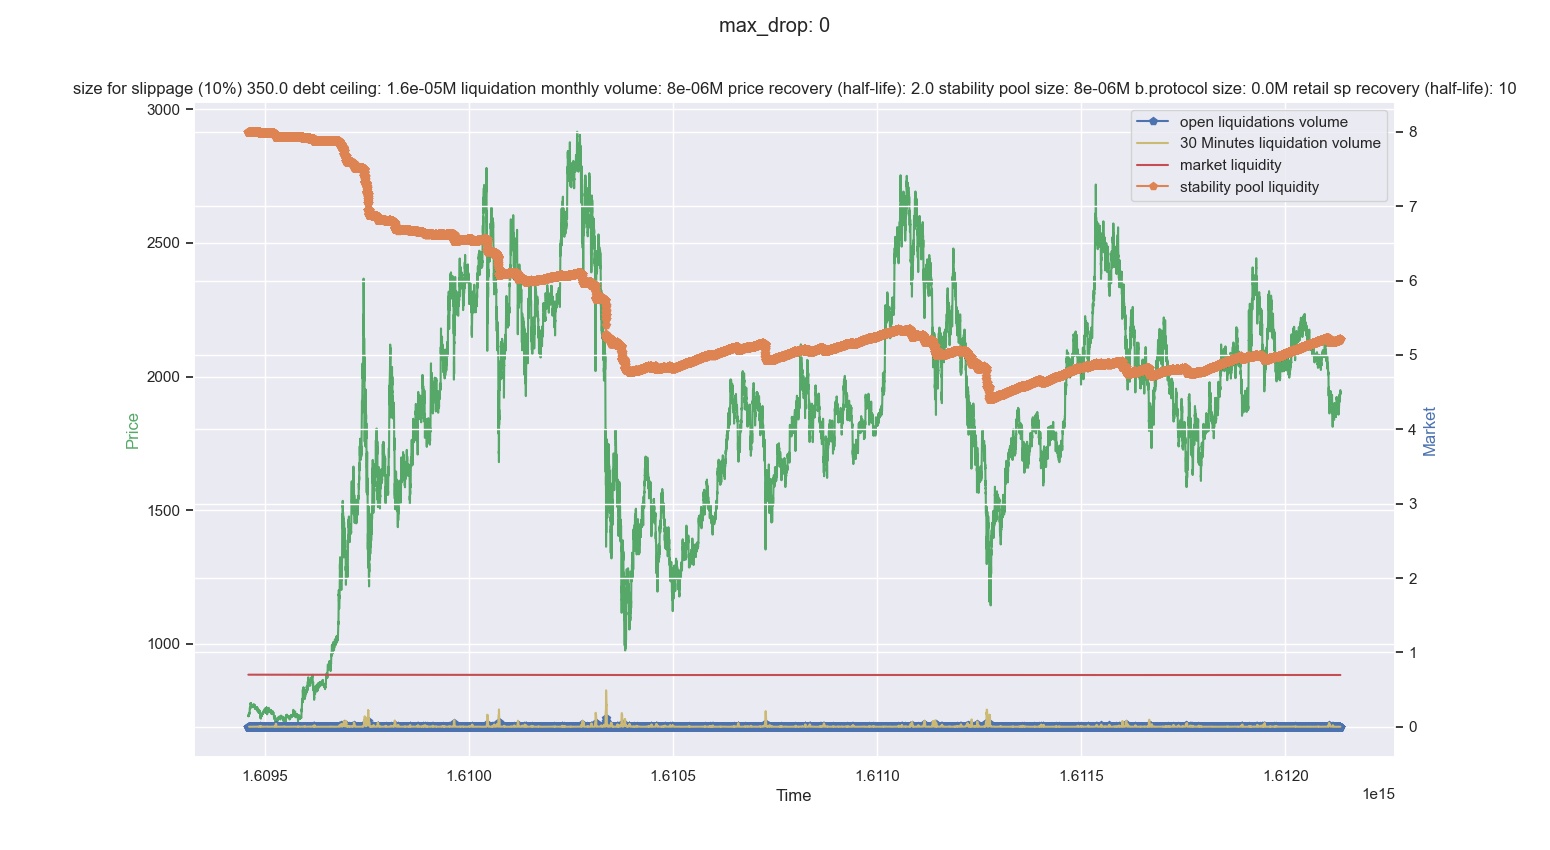 max_drop: 0
size for slippage (10%) 350.0 debt ceiling: 1.6e-05M liquidation monthly volume: 8e-06M price recovery (half-life): 2.0 stability pool size: 8e-06M b.protocol size: 0.0M retail sp recovery (half-life): 10
3000
2500
2000
1500
1000
Price
open liquidations volume
30 Minutes liquidation volume
market liquidity
stability pool liquidity
8
7
6
5
4
3
2
1
0
Market
1.6095 1.6100 1.6105 1.6110 1.6115 1.6120
1e15
Time